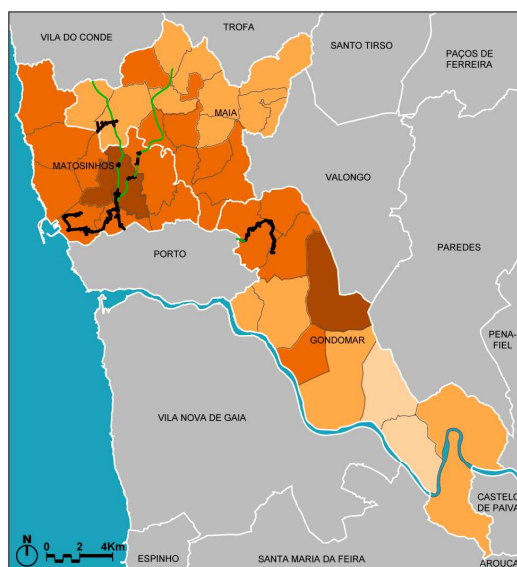 TROFA
VILA DO CONDE
SANTO TIRSO
PAÇOS DE
FERREIRA
MAIA
MATOSINHOS
VALONGO
PAREDES
PORTO
PENA-
FIEL
GONDOMAR
VILA NOVA DE GAIA
CASTELO
DE PAIVA
N
0 2 4Km
ESPINHO
SANTA MARIA DA FEIRA
AROUCA